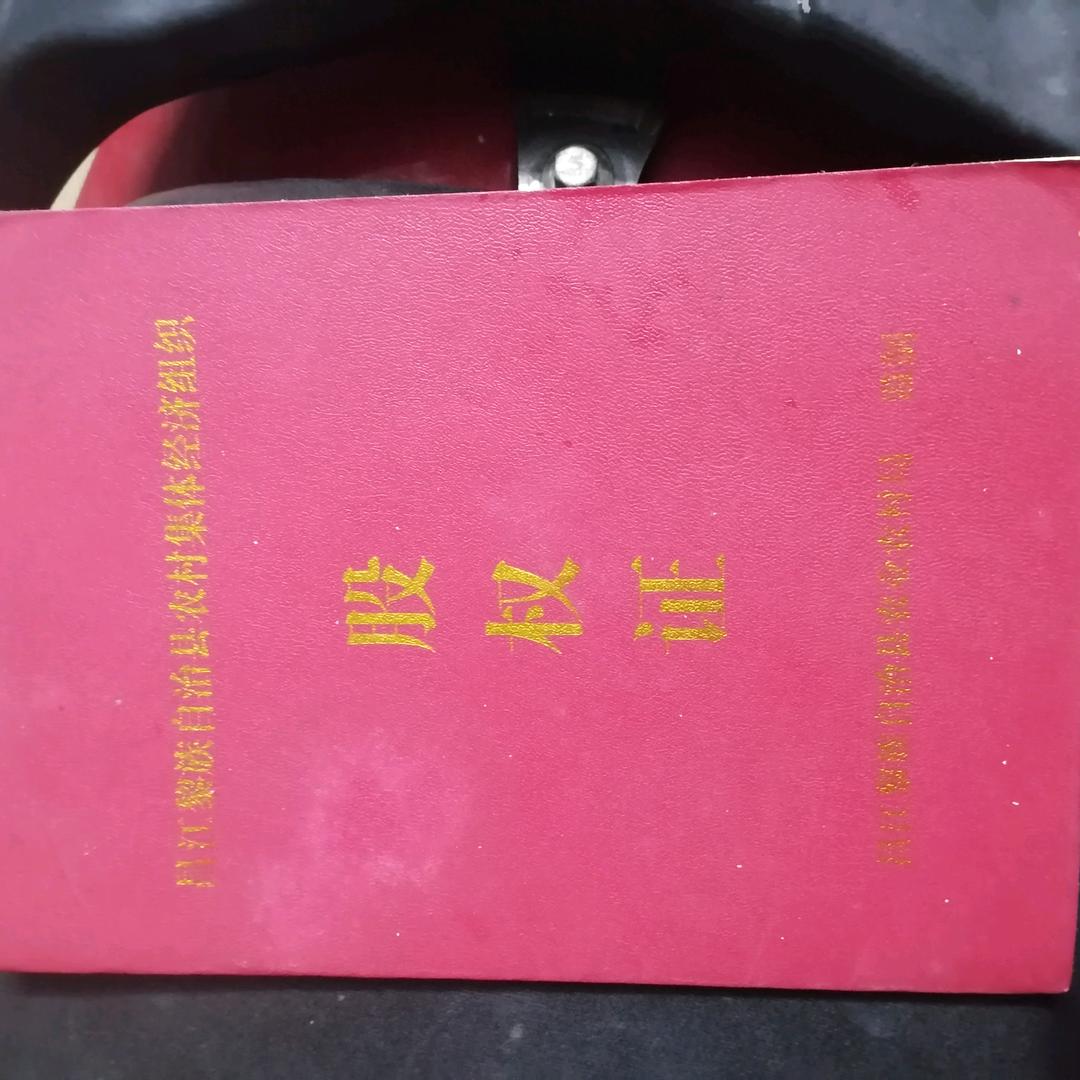 昌江黎族自治县农村集体经济组织
股权证
昌江黎族自治县农业农村局 监制